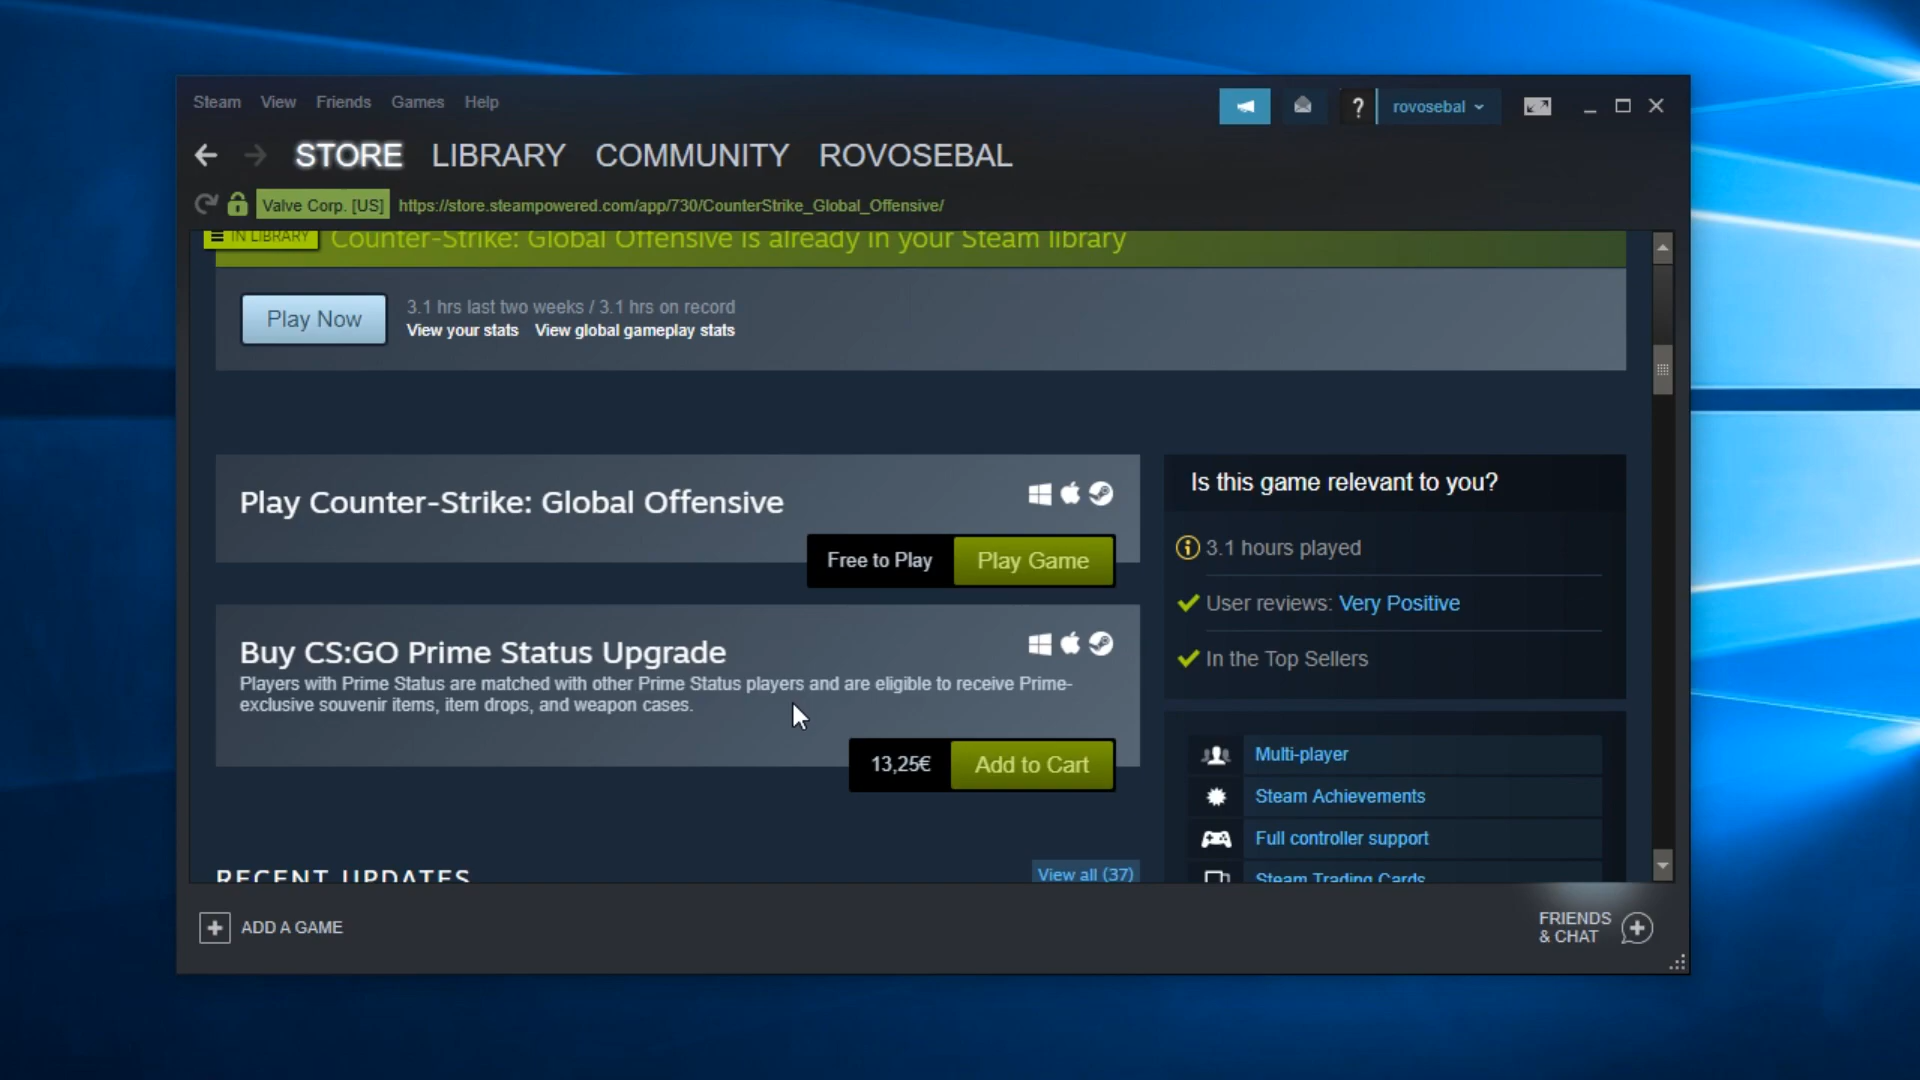 Steam View Friends Games Help
rovosebal
STORE LIBRARY COMMUNITY ROVOSEBAL
Valve Corp. [US] https://store.steampowered.com/app/730/CounterStrike_Global_Offensive/
IN LIBRARY Counter-Strike: Global Offensive is already in your Steam library
Play Now
3.1 hrs last two weeks / 3.1 hrs on record
View your stats View global gameplay stats
Play Counter-Strike: Global Offensive
Free to Play Play Game
Buy CS:GO Prime Status Upgrade
Players with Prime Status are matched with other Prime Status players and are eligible to receive Prime-
exclusive souvenir items, item drops, and weapon cases.
13,25€ Add to Cart
RECENT UPDATES View all (37)
Is this game relevant to you?
3.1 hours played
User reviews: Very Positive
In the Top Sellers
Multi-player
Steam Achievements
Full controller support
Steam Trading Cards
ADD A GAME
FRIENDS
& CHAT